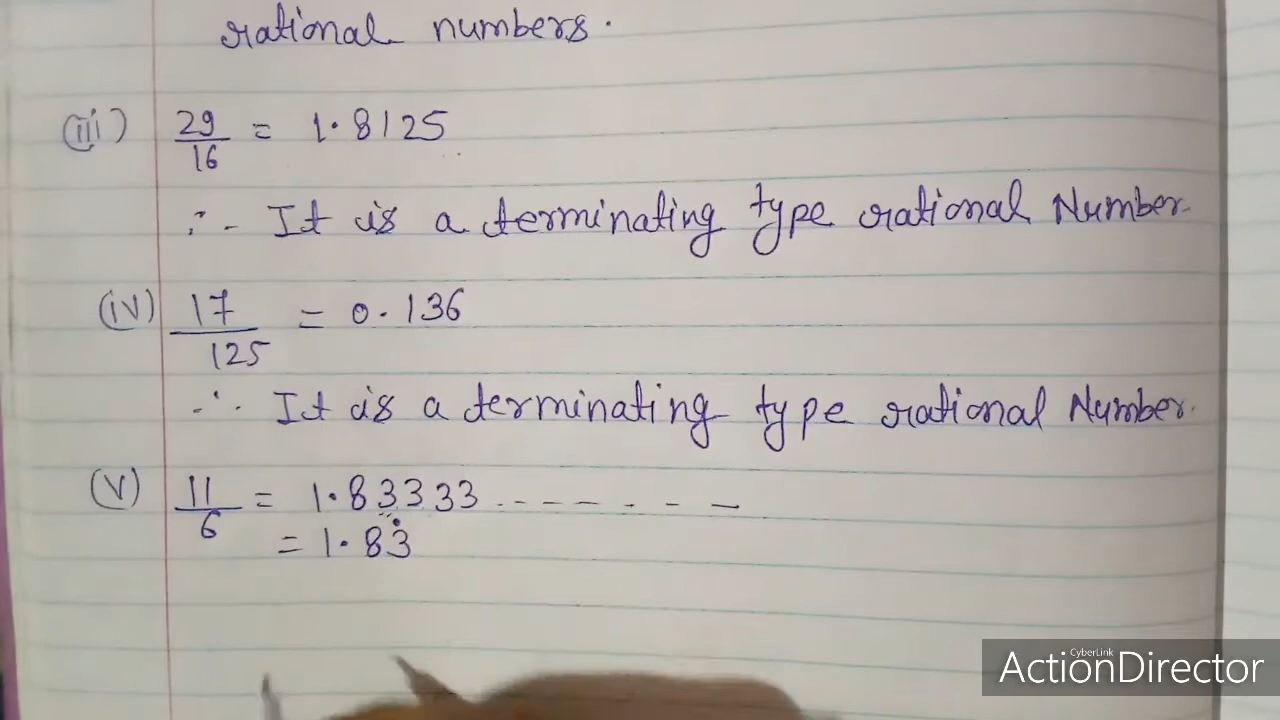 rational numbers.
(iii) 29/16 = 1.8125
∴ It is a terminating type rational Number.
(iv) 17/125 = 0.136
∴ It is a terminating type rational Number.
(v) 11/6 = 1.83333 - - - - - - -
= 1.83̇
CyberLink
ActionDirector